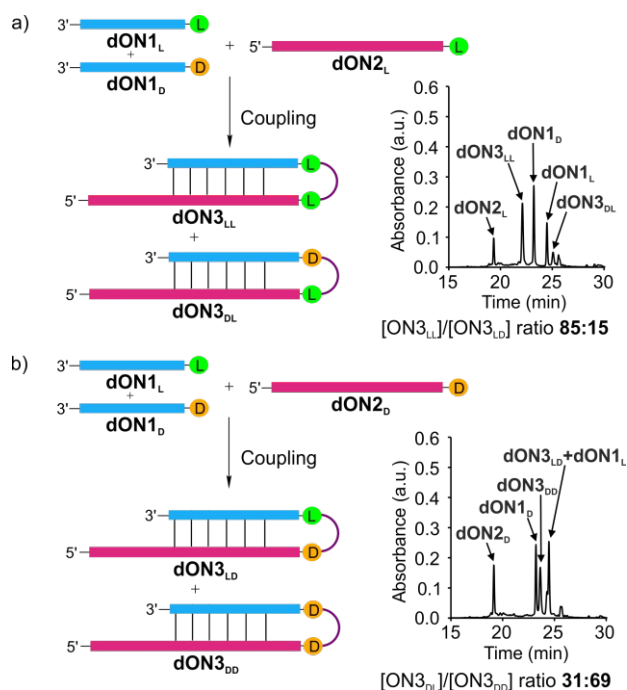 a)
3'
L
dON1L
+
3'
D
dON1D
+
5'
L
dON2L
Coupling
3'
L
5'
L
dON3LL
+
3'
D
5'
L
dON3DL
Absorbance (a.u.)
0.6
0.5
0.4
0.3
0.2
0.1
0.0
15 20 25 30
Time (min)
dON2L
dON3LL
dON1D
dON1L
dON3DL
[ON3LL]/[ON3LD] ratio 85:15
b)
3'
L
dON1L
+
3'
D
dON1D
+
5'
D
dON2D
Coupling
3'
L
5'
D
dON3LD
+
3'
D
5'
D
dON3DD
Absorbance (a.u.)
0.6
0.5
0.4
0.3
0.2
0.1
0.0
15 20 25 30
Time (min)
dON2D
dON1D
dON3DD
dON3LD+dON1L
[ON3DL]/[ON3DD] ratio 31:69